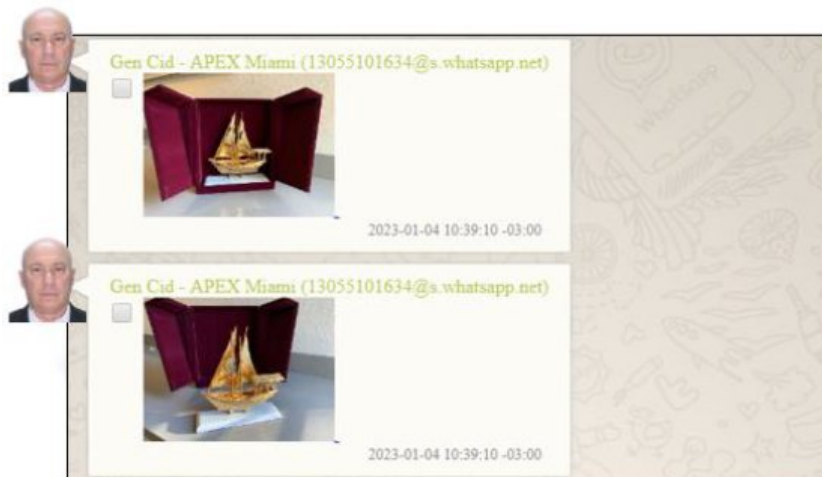 Gen Cid - APEX Miami (13055101634@s.whatsapp.net)
2023-01-04 10:39:10 -03:00
Gen Cid - APEX Miami (13055101634@s.whatsapp.net)
2023-01-04 10:39:10 -03:00
Whatsapp